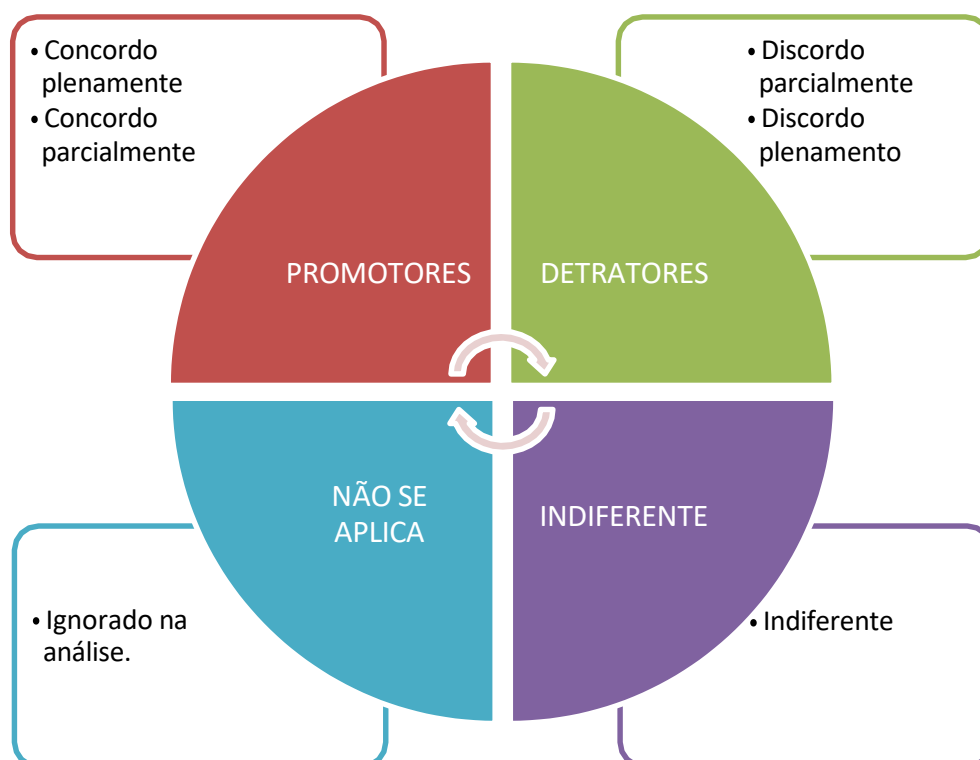 • Concordo
plenamente
• Concordo
parcialmente
• Discordo
parcialmente
• Discordo
plenamento
PROMOTORES
DETRATORES
NÃO SE
APLICA
INDIFERENTE
• Ignorado na
análise.
• Indiferente